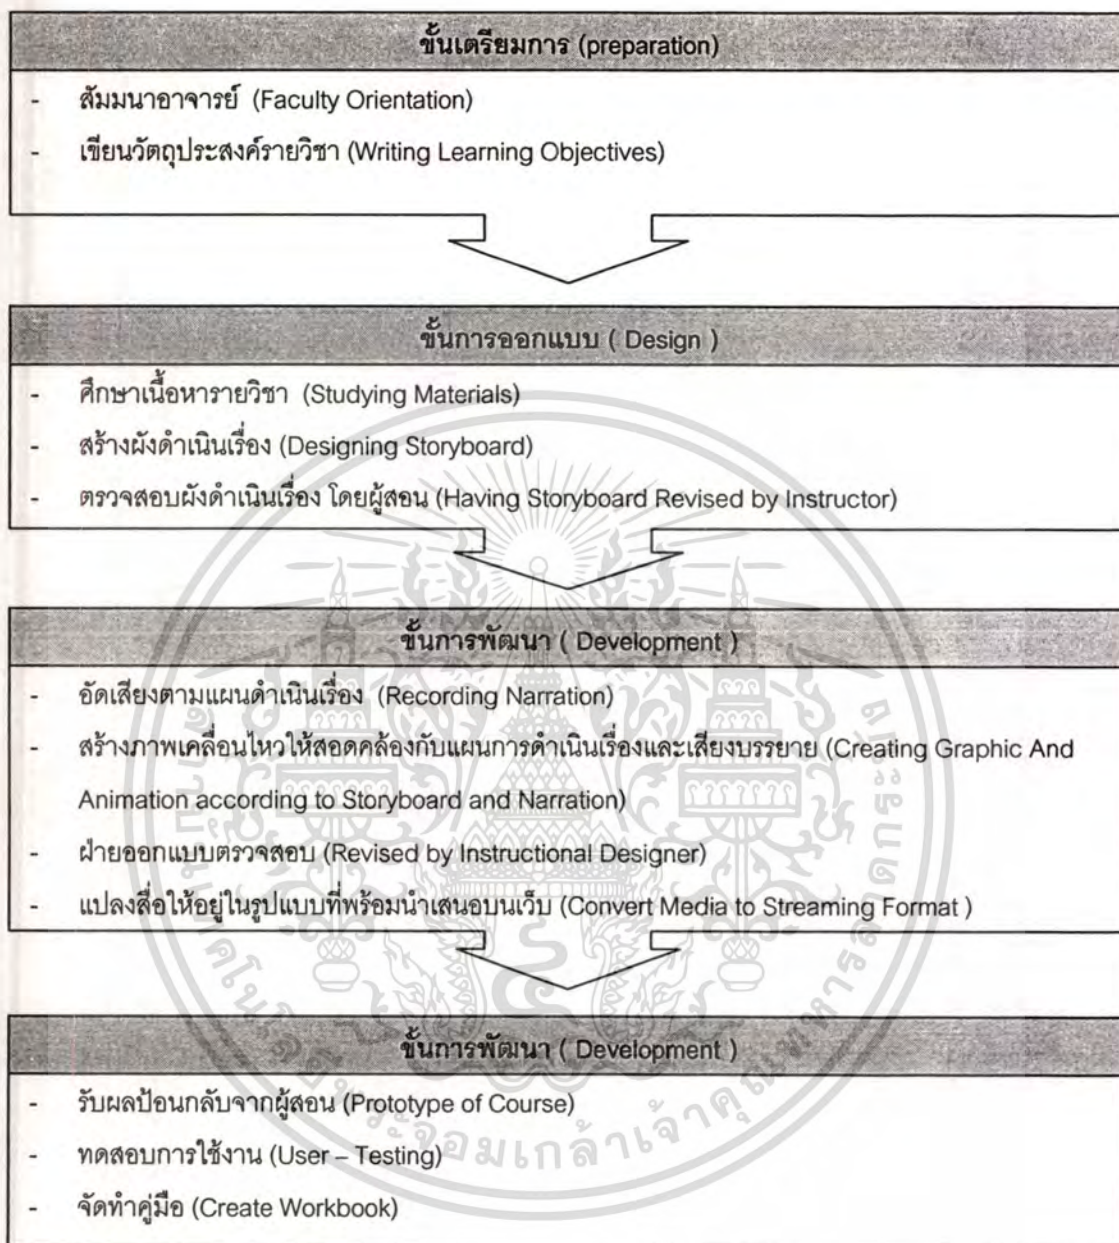 ขั้นเตรียมการ (preparation)
- สัมมนาอาจารย์ (Faculty Orientation)
- เขียนวัตถุประสงค์รายวิชา (Writing Learning Objectives)
ขั้นการออกแบบ ( Design )
- ศึกษาเนื้อหารายวิชา (Studying Materials)
- สร้างผังดำเนินเรื่อง (Designing Storyboard)
- ตรวจสอบผังดำเนินเรื่อง โดยผู้สอน (Having Storyboard Revised by Instructor)
ขั้นการพัฒนา ( Development )
- อัดเสียงตามแผนดำเนินเรื่อง (Recording Narration)
- สร้างภาพเคลื่อนไหวให้สอดคล้องกับแผนการดำเนินเรื่องและเสียงบรรยาย (Creating Graphic And
Animation according to Storyboard and Narration)
- ฝ่ายออกแบบตรวจสอบ (Revised by Instructional Designer)
- แปลงสื่อให้อยู่ในรูปแบบที่พร้อมนำเสนอบนเว็บ (Convert Media to Streaming Format )
ขั้นการพัฒนา ( Development )
- รับผลป้อนกลับจากผู้สอน (Prototype of Course)
- ทดสอบการใช้งาน (User – Testing)
- จัดทำคู่มือ (Create Workbook)